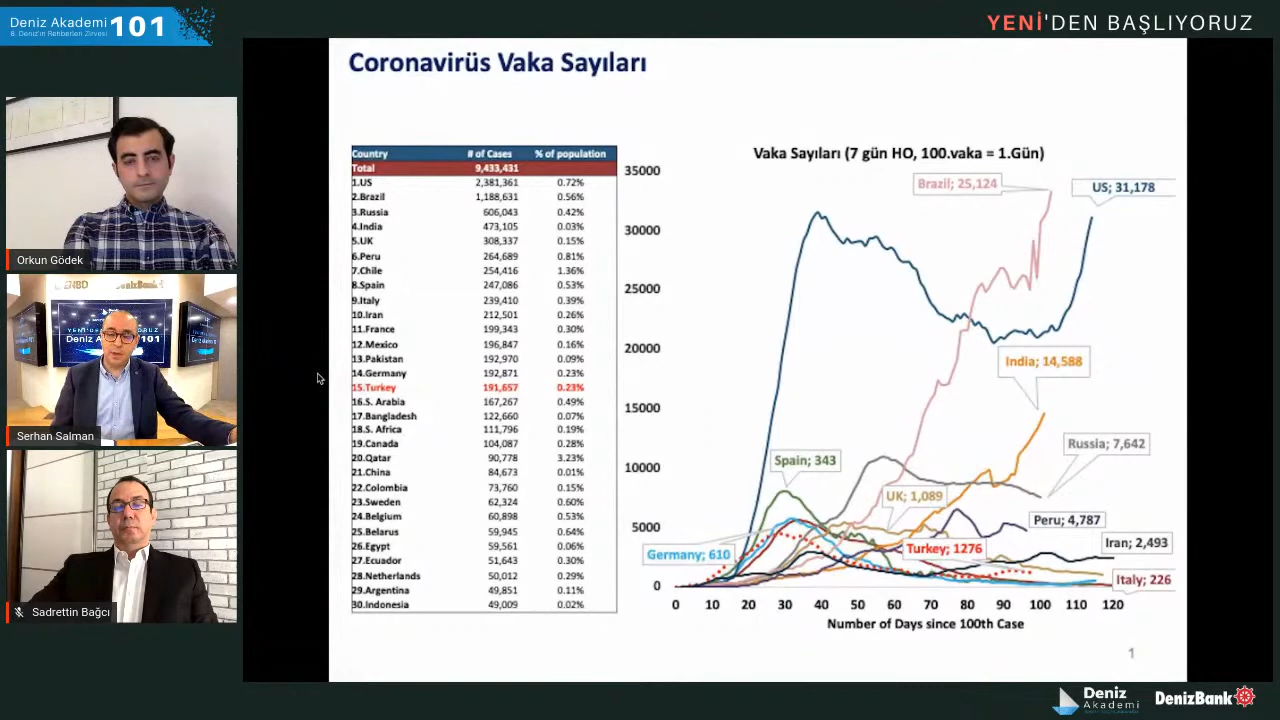 Deniz Akademi 101
8. Deniz'in Rehberleri Zirvesi
YENİ'DEN BAŞLIYORUZ
Orkun Gödek
ENBD
DenizBank
YENİ'DEN BAŞLIYORUZ
Deniz Akademi 101
Serhan Salman
Sadrettin Bağcı
Coronavirüs Vaka Sayıları
Country # of Cases % of population
Total 9,433,431
1.US 2,381,361 0.72%
2.Brazil 1,188,631 0.56%
3.Russia 606,043 0.42%
4.India 473,105 0.03%
5.UK 308,337 0.15%
6.Peru 264,689 0.81%
7.Chile 254,416 1.36%
8.Spain 247,086 0.53%
9.Italy 239,410 0.39%
10.Iran 212,501 0.26%
11.France 199,343 0.30%
12.Mexico 196,847 0.16%
13.Pakistan 192,970 0.09%
14.Germany 192,871 0.23%
15.Turkey 191,657 0.23%
16.S. Arabia 167,267 0.49%
17.Bangladesh 122,660 0.07%
18.S. Africa 111,796 0.19%
19.Canada 104,087 0.28%
20.Qatar 90,778 3.23%
21.China 84,673 0.01%
22.Colombia 73,760 0.15%
23.Sweden 62,324 0.60%
24.Belgium 60,898 0.53%
25.Belarus 59,945 0.64%
26.Egypt 59,561 0.06%
27.Ecuador 51,643 0.30%
28.Netherlands 50,012 0.29%
29.Argentina 49,851 0.11%
30.Indonesia 49,009 0.02%
Vaka Sayıları (7 gün HO, 100.vaka = 1.Gün)
35000
30000
25000
20000
15000
10000
5000
0
Brazil; 25,124
US; 31,178
India; 14,588
Russia; 7,642
Spain; 343
UK; 1,089
Peru; 4,787
Iran; 2,493
Germany; 610
Turkey; 1276
Italy; 226
0 10 20 30 40 50 60 70 80 90 100 110 120
Number of Days since 100th Case
1
Deniz
Akademi
DenizBank